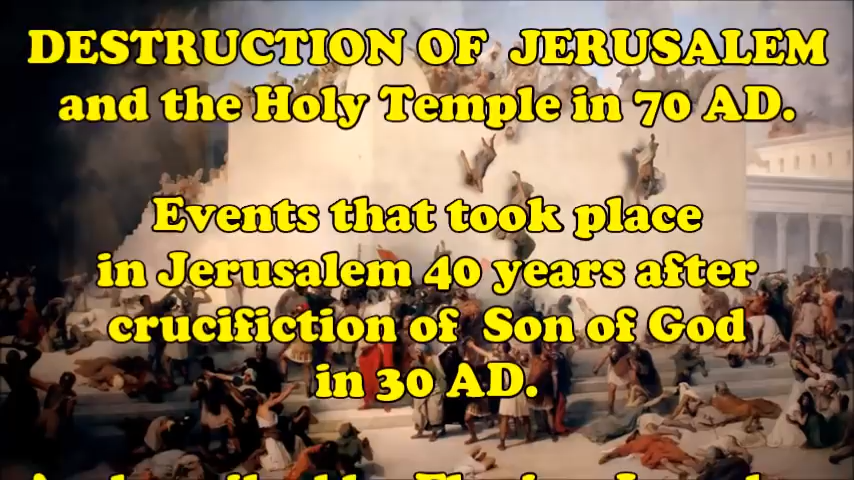 DESTRUCTION OF JERUSALEM
and the Holy Temple in 70 AD.
Events that took place
in Jerusalem 40 years after
crucifiction of Son of God
in 30 AD.